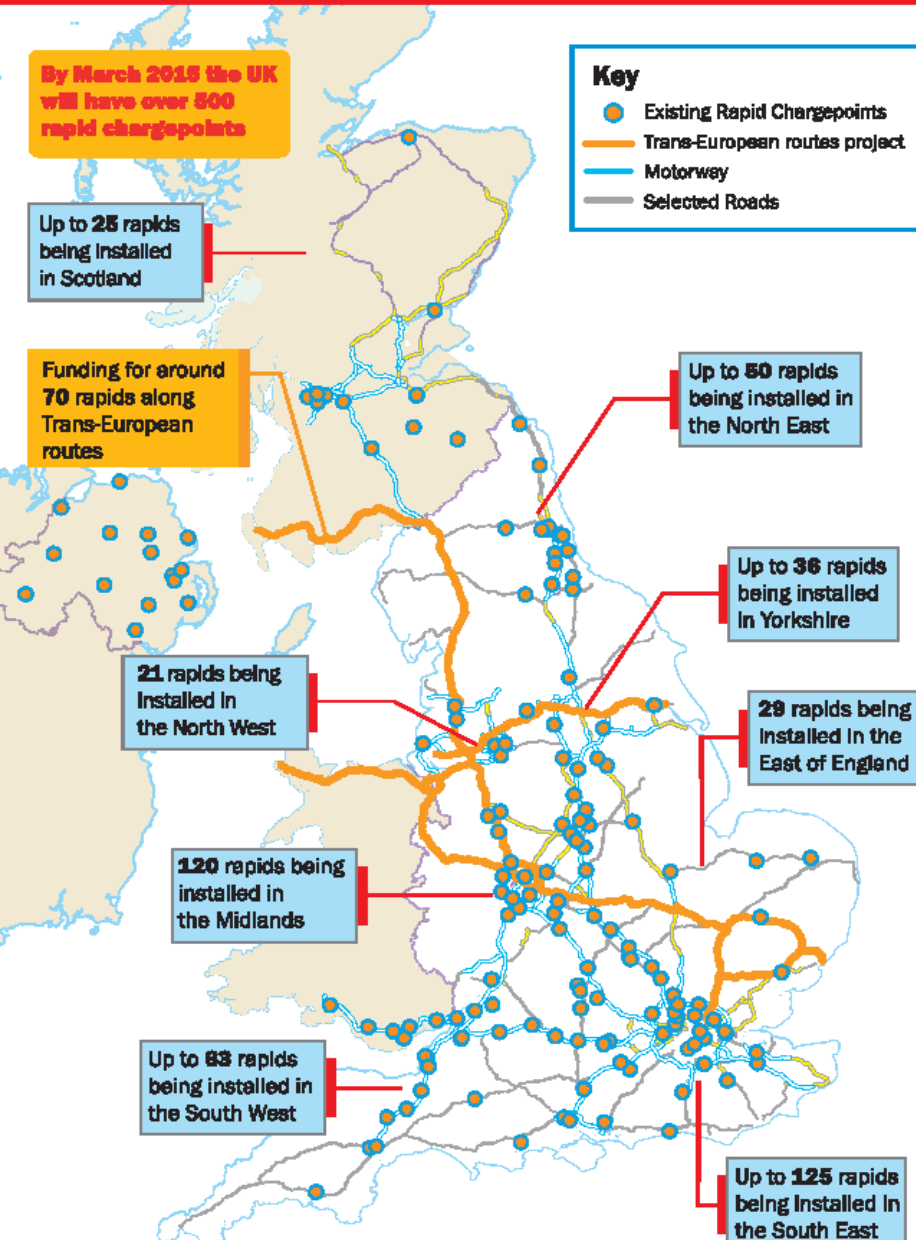 By March 2015 the UK
will have over 500
rapid chargepoints
Key
Existing Rapid Chargepoints
Trans-European routes project
Motorway
Selected Roads
Up to 25 rapids
being installed
in Scotland
Funding for around
70 rapids along
Trans-European
routes
Up to 50 rapids
being installed in
the North East
Up to 36 rapids
being installed
in Yorkshire
21 rapids being
installed in
the North West
29 rapids being
installed in the
East of England
120 rapids being
installed in
the Midlands
Up to 63 rapids
being installed in
the South West
Up to 125 rapids
being installed in
the South East